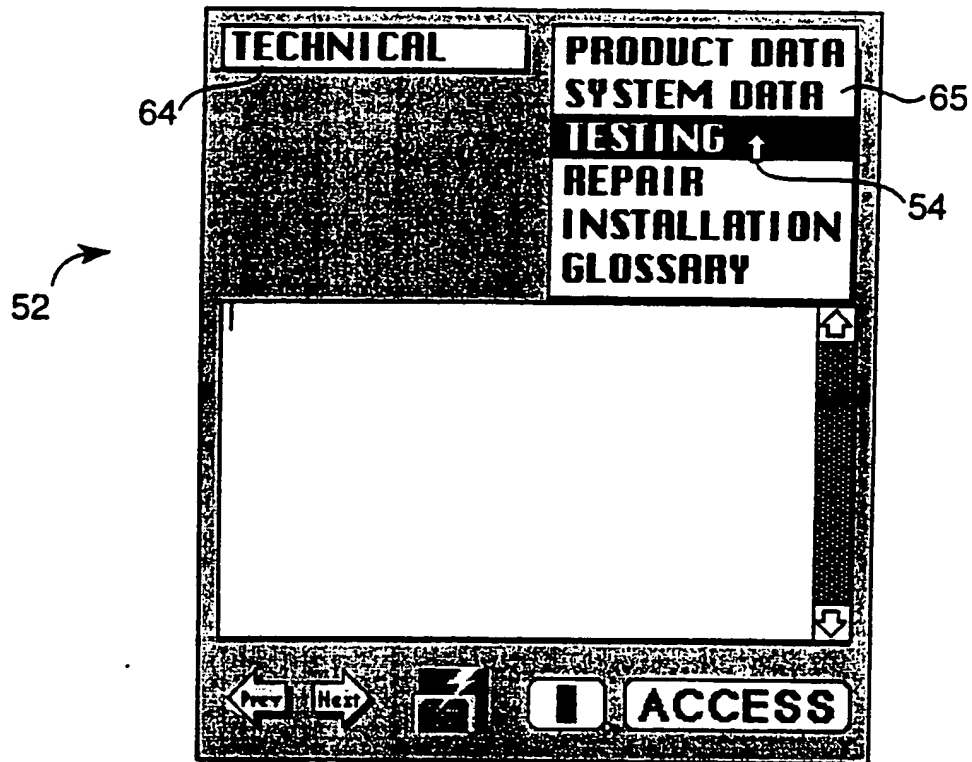 TECHNICAL
PRODUCT DATA
64
SYSTEM DATA
65
TESTING
REPAIR
54
INSTALLATION
GLOSSARY
52
Prev
Next
ACCESS